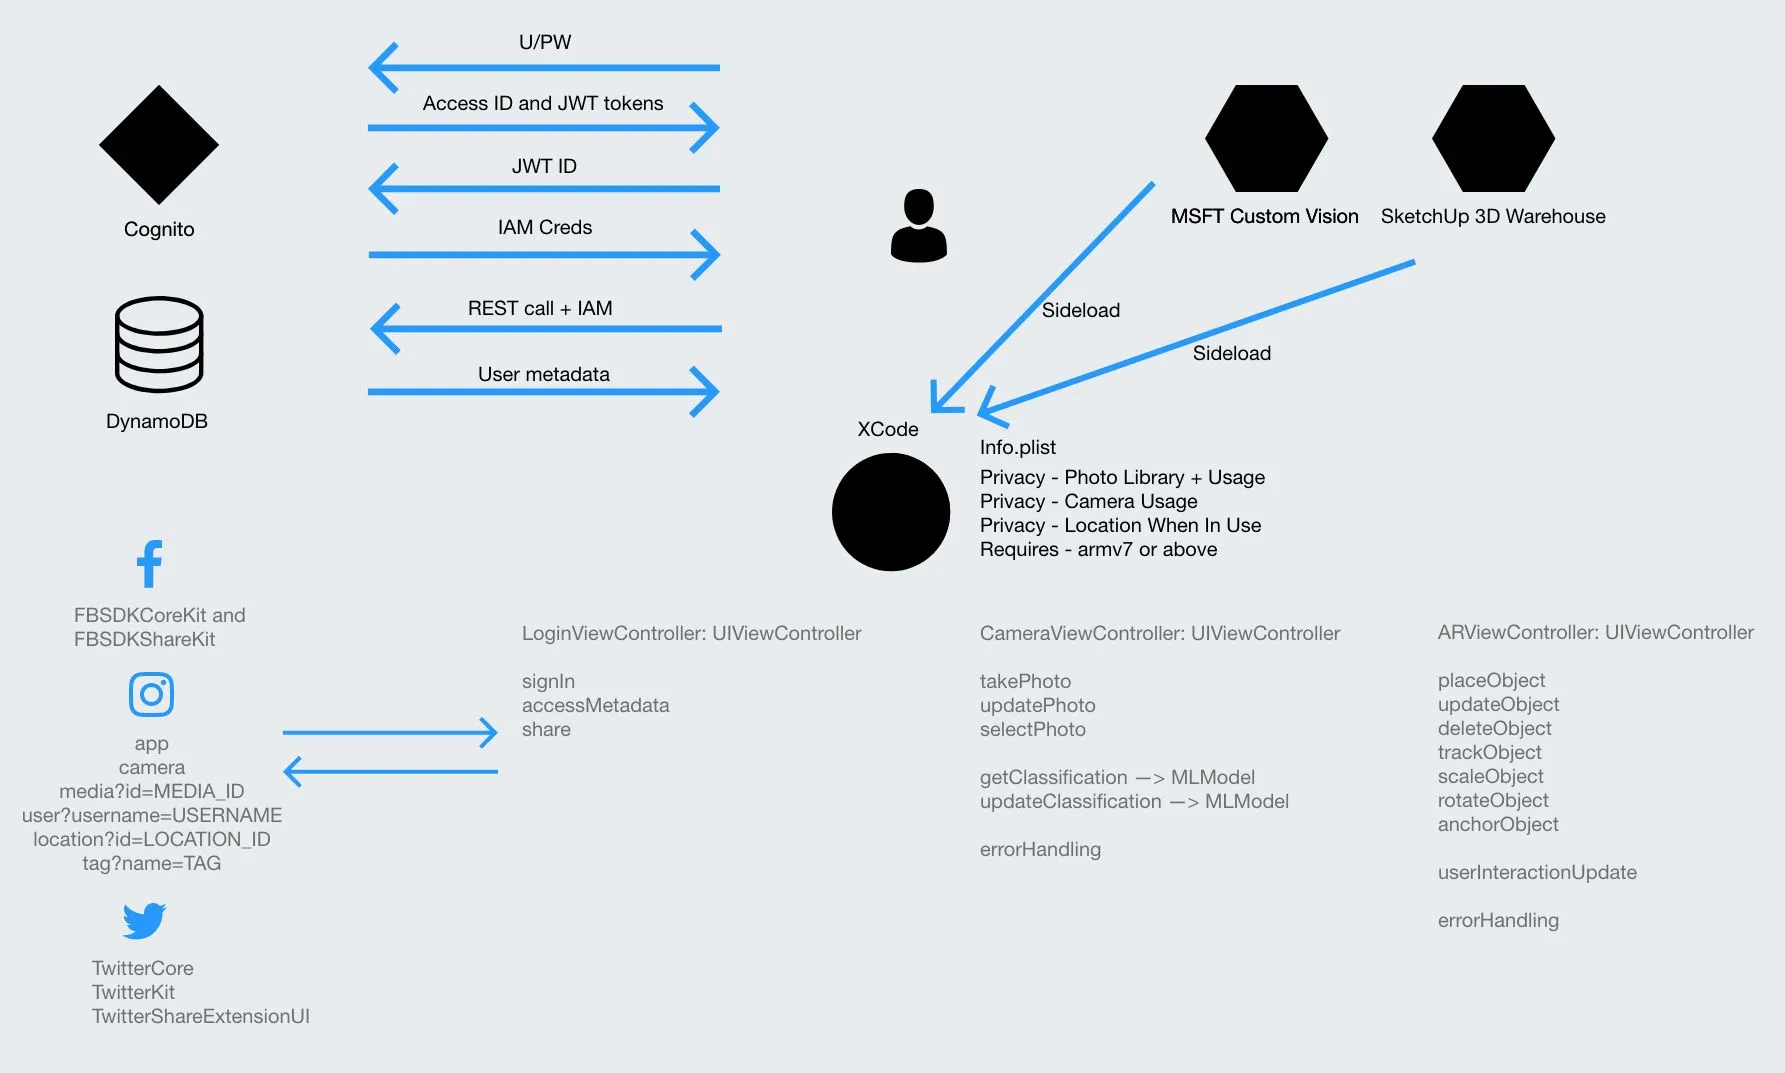 U/PW
Access ID and JWT tokens
JWT ID
IAM Creds
Cognito
REST call + IAM
User metadata
DynamoDB
MSFT Custom Vision
SketchUp 3D Warehouse
Sideload
Sideload
XCode
Info.plist
Privacy - Photo Library + Usage
Privacy - Camera Usage
Privacy - Location When In Use
Requires - armv7 or above
FBSDKCoreKit and
FBSDKShareKit
app
camera
media?id=MEDIA_ID
user?username=USERNAME
location?id=LOCATION_ID
tag?name=TAG
TwitterCore
TwitterKit
TwitterShareExtensionUI
LoginViewController: UIViewController
signIn
accessMetadata
share
CameraViewController: UIViewController
takePhoto
updatePhoto
selectPhoto
getClassification —> MLModel
updateClassification —> MLModel
errorHandling
ARViewController: UIViewController
placeObject
updateObject
deleteObject
trackObject
scaleObject
rotateObject
anchorObject
userInteractionUpdate
errorHandling